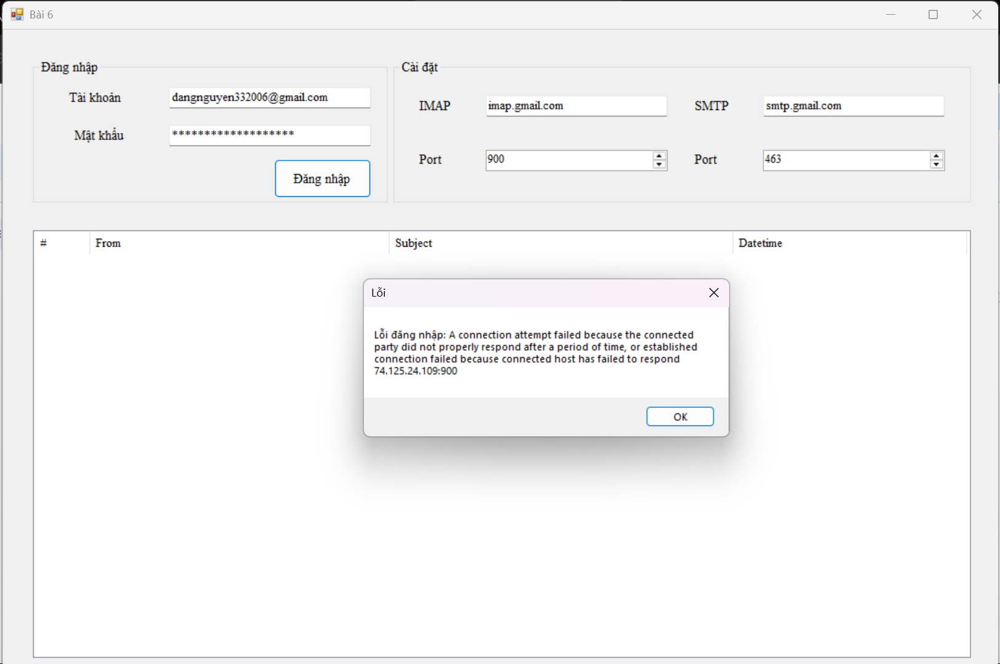 Bài 6
Đăng nhập
Tài khoản dangnguyen332006@gmail.com
Mật khẩu *******************
Đăng nhập
Cài đặt
IMAP imap.gmail.com SMTP smtp.gmail.com
Port 900 Port 463
# From Subject Datetime
Lỗi
Lỗi đăng nhập: A connection attempt failed because the connected
party did not properly respond after a period of time, or established
connection failed because connected host has failed to respond
74.125.24.109:900
OK